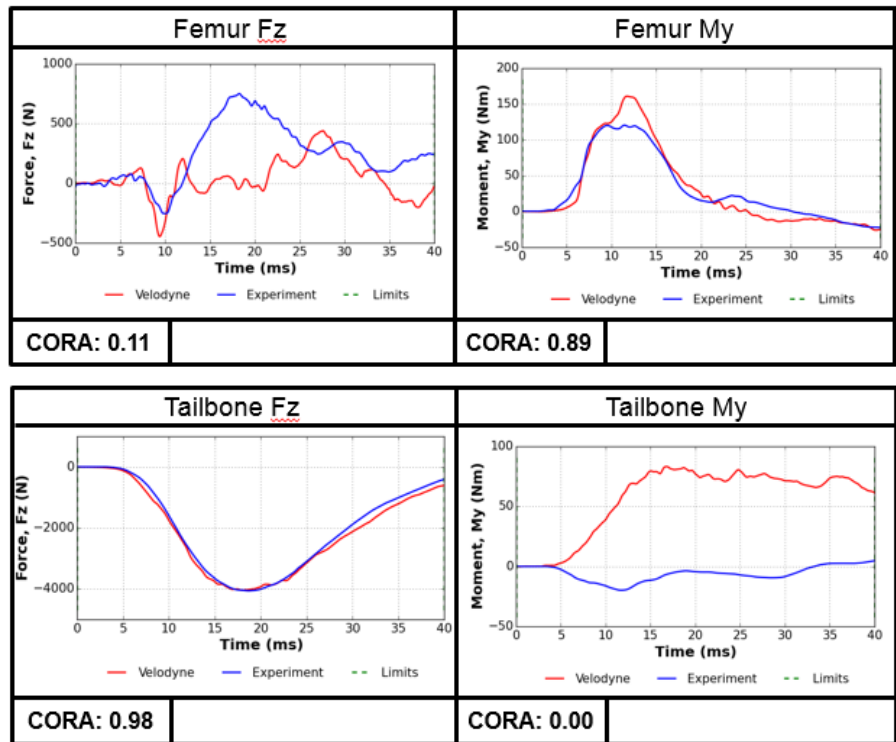 Femur Fz
Femur My
1000
500
0
−500
Force, Fz (N)
0 5 10 15 20 25 30 35 40
Time (ms)
Velodyne Experiment Limits
200
150
100
50
0
−50
Moment, My (Nm)
0 5 10 15 20 25 30 35 40
Time (ms)
Velodyne Experiment Limits
CORA: 0.11
CORA: 0.89
Tailbone Fz
Tailbone My
0
−2000
−4000
Force, Fz (N)
0 5 10 15 20 25 30 35 40
Time (ms)
Velodyne Experiment Limits
100
50
0
−50
Moment, My (Nm)
0 5 10 15 20 25 30 35 40
Time (ms)
Velodyne Experiment Limits
CORA: 0.98
CORA: 0.00